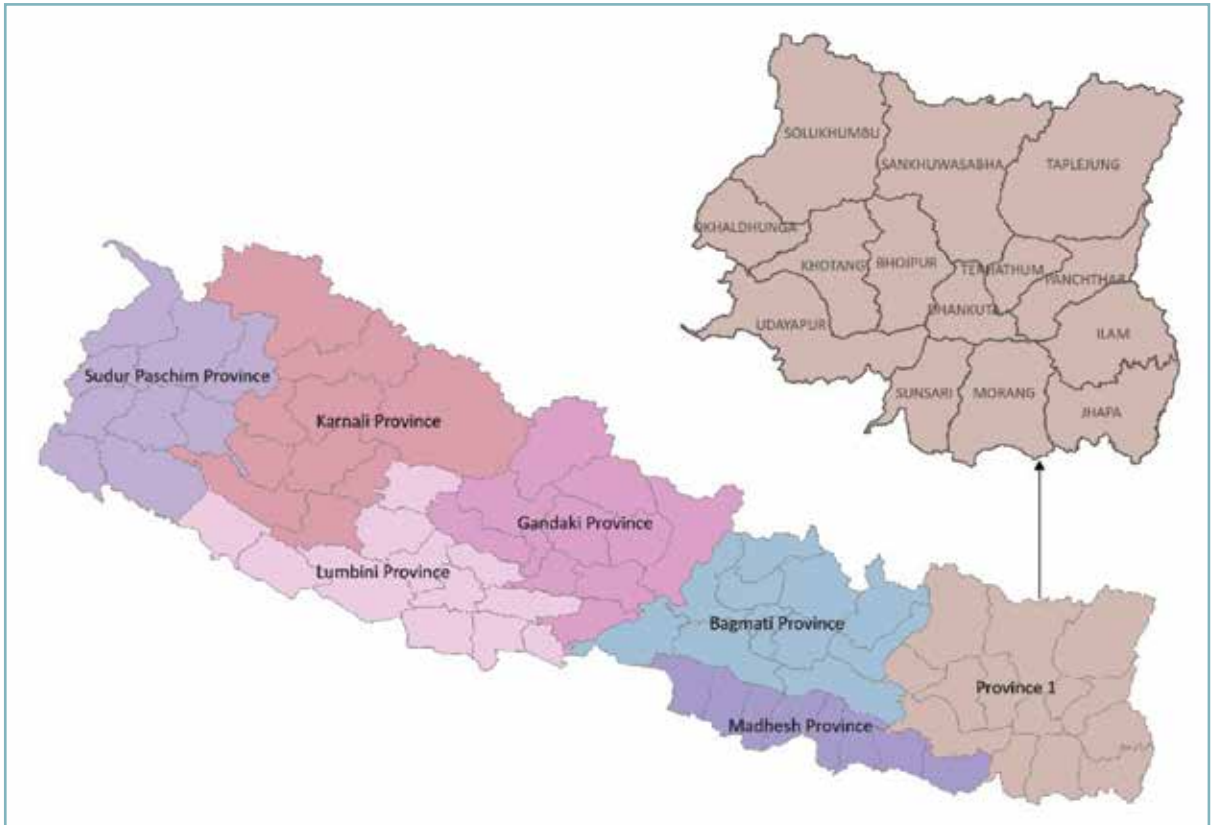 SOLUKHUMBU
SANKHUWASABHA
TAPLEJUNG
OKHALDHUNGA
KHOTANG
BHOJPUR
TERHATHUM
PANCHTHAR
DHANKUTA
UDAYAPUR
ILAM
SUNSARI
MORANG
JHAPA
Sudur Paschim Province
Karnali Province
Gandaki Province
Lumbini Province
Bagmati Province
Province 1
Madhesh Province